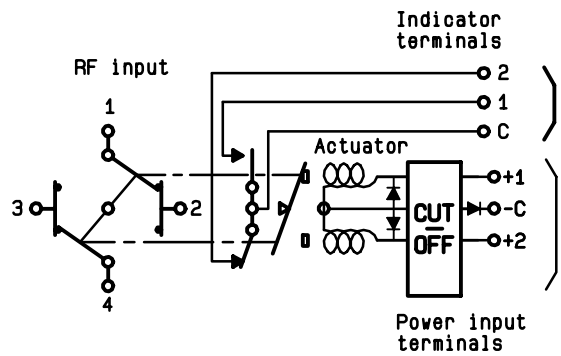 Indicator
terminals
RF input
2
1
1
C
Actuator
+1
3
2
CUT
OFF
-C
+2
4
Power input
terminals